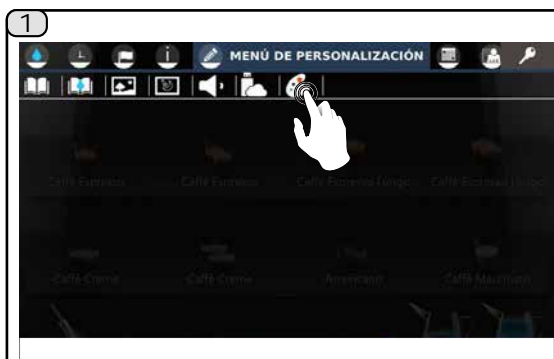 1
MENÚ DE PERSONALIZACIÓN
Caffè Espresso Caffè Espresso Caffè Espresso Lungo Caffè Espresso Lungo
Caffè Creme Caffè Creme Americano Caffè Macchiato